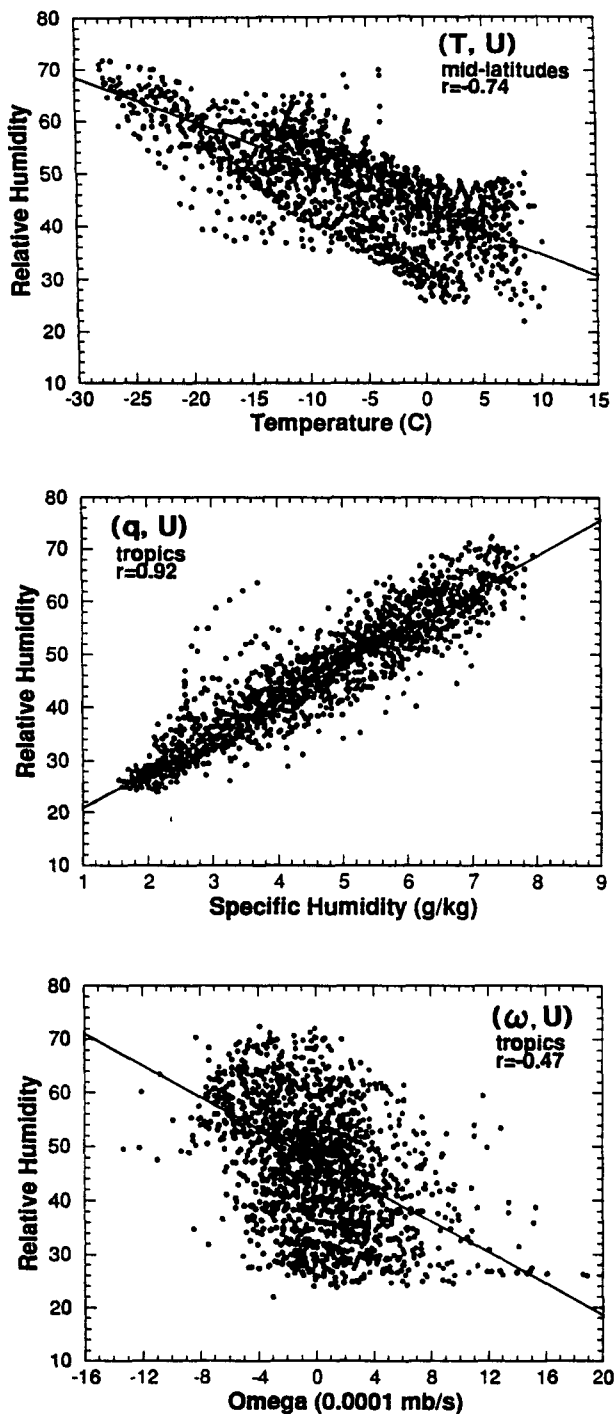 80
70
60
50
40
30
20
10
Relative Humidity
(T, U)
mid-latitudes
r=-0.74
-30 -25 -20 -15 -10 -5 0 5 10 15
Temperature (C)
80
70
60
50
40
30
20
10
Relative Humidity
(q, U)
tropics
r=0.92
1 2 3 4 5 6 7 8 9
Specific Humidity (g/kg)
80
70
60
50
40
30
20
10
Relative Humidity
(ω, U)
tropics
r=-0.47
-16 -12 -8 -4 0 4 8 12 16 20
Omega (0.0001 mb/s)